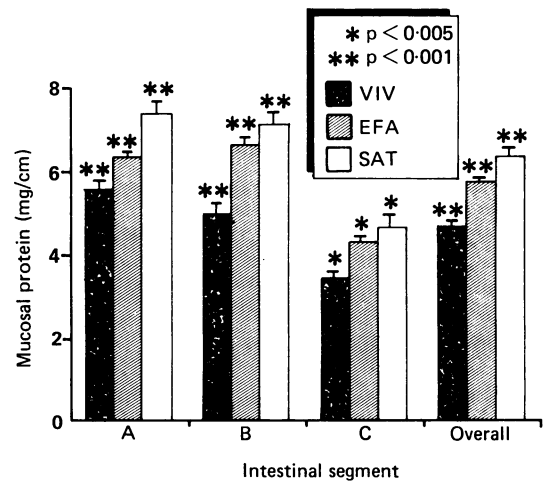 * p < 0·005
** p < 0·001
VIV
EFA
SAT
Mucosal protein (mg/cm)
8
6
4
2
0
** ** **
** ** **
* * *
** ** **
A B C Overall
Intestinal segment